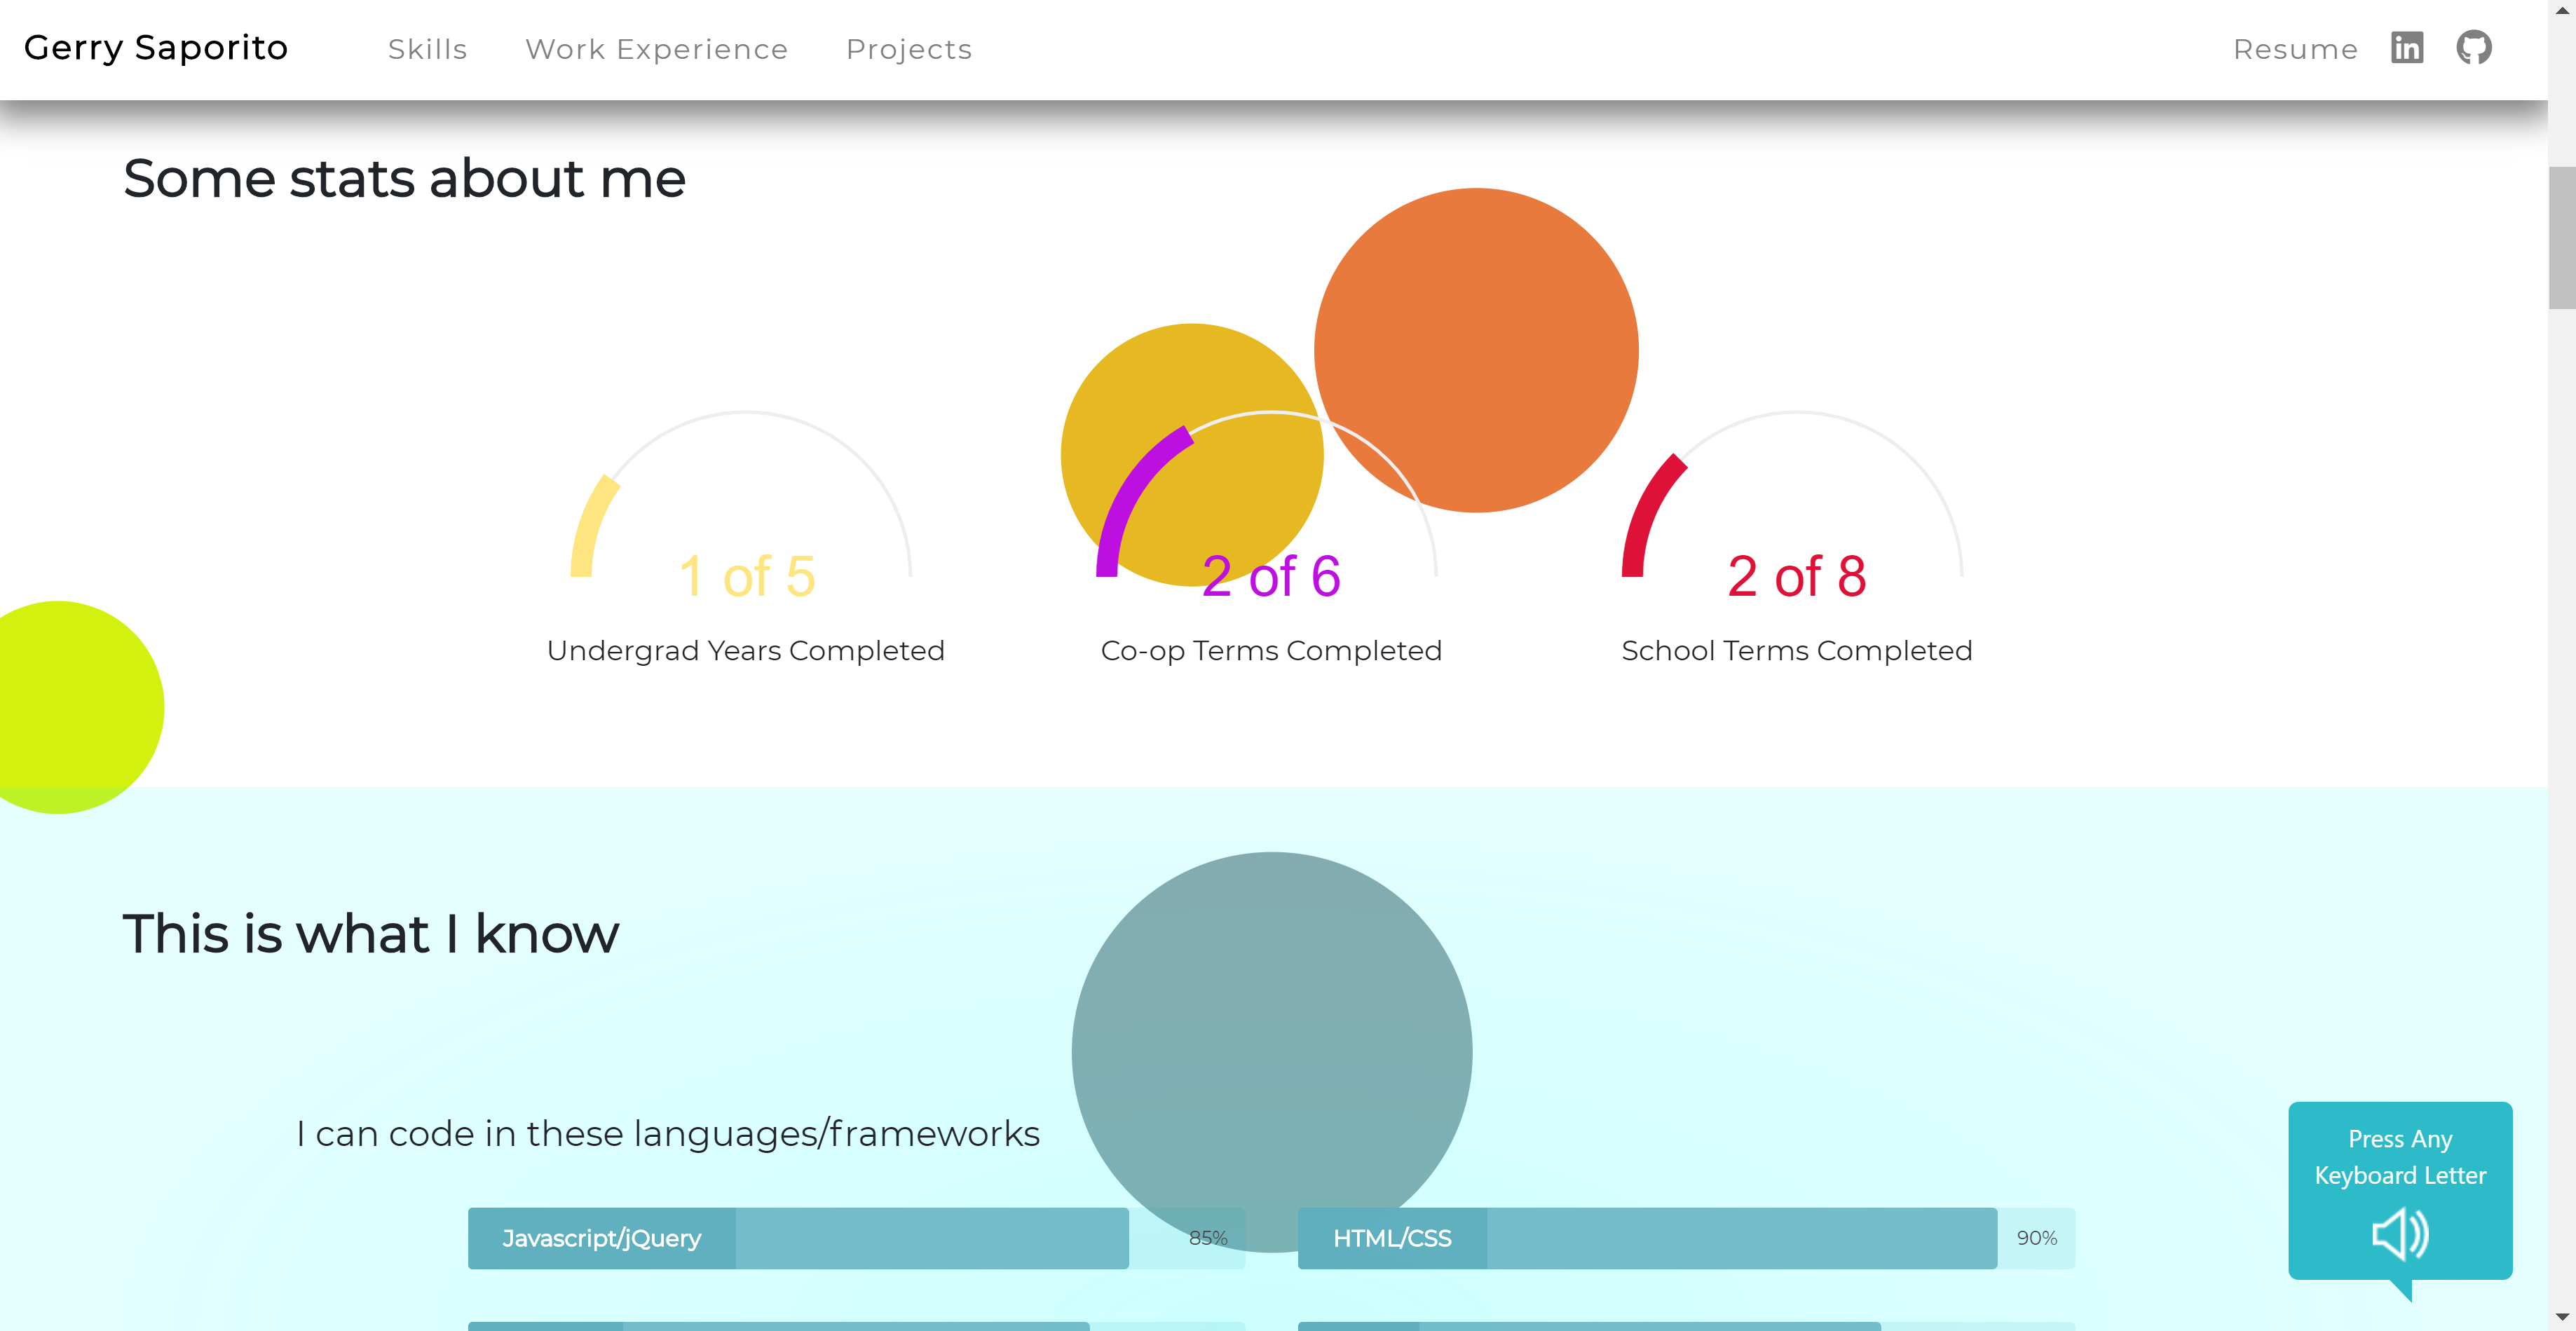 Gerry Saporito
Skills
Work Experience
Projects
Resume
in
Some stats about me
1 of 5
2 of 6
2 of 8
Undergrad Years Completed
Co-op Terms Completed
School Terms Completed
This is what I know
I can code in these languages/frameworks
Press Any
Keyboard Letter
Javascript/jQuery
85%
HTML/CSS
90%